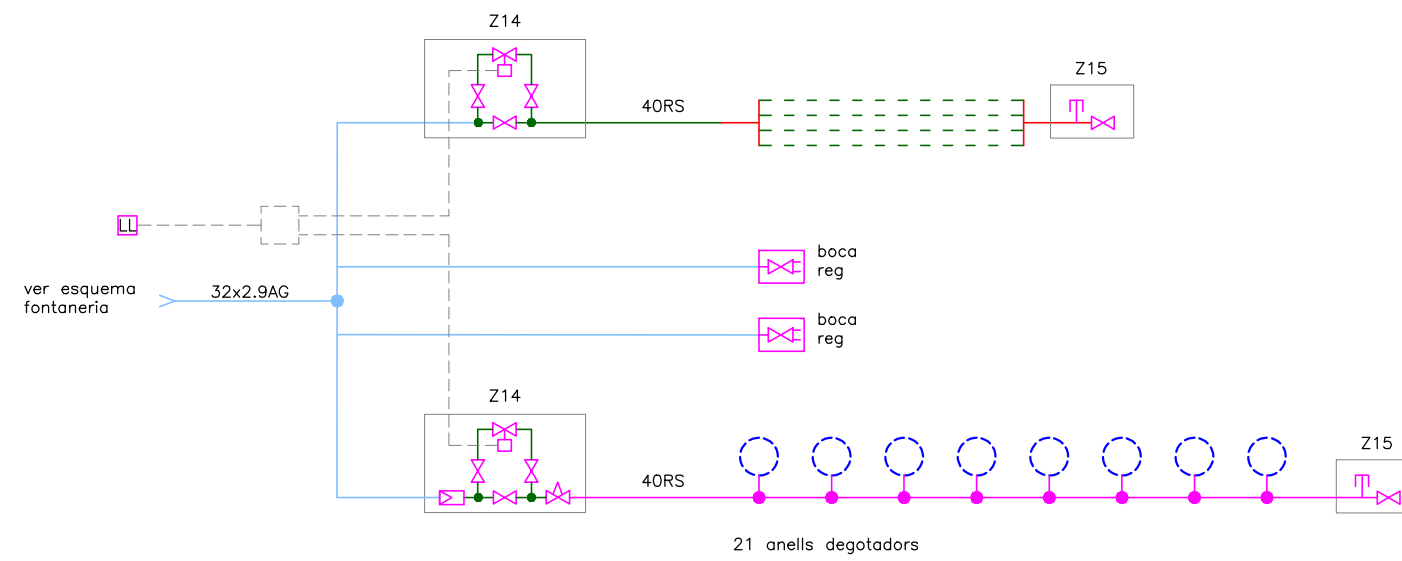 Z14
Z15
40RS
LL
boca
reg
ver esquema
fontaneria
32x2.9AG
boca
reg
Z14
Z15
40RS
21 anells degotadors